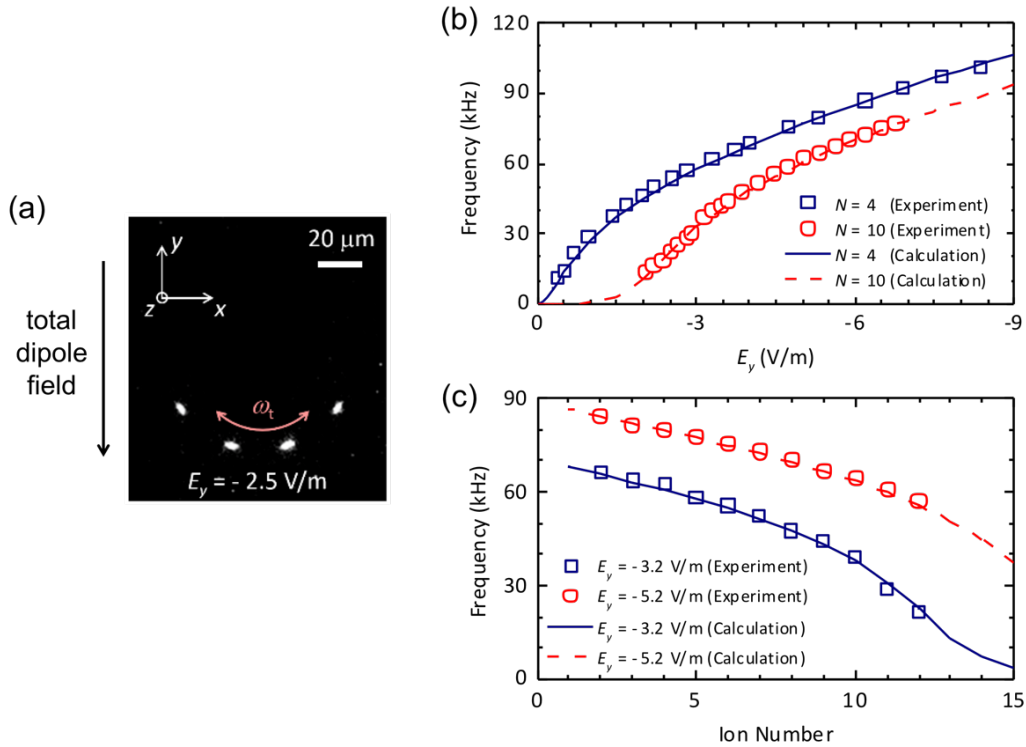 (a)
total
dipole
field
y
z
x
20 μm
ωt
Ey = - 2.5 V/m
(b)
Frequency (kHz)
120
90
60
30
0
0
-3
-6
-9
Ey (V/m)
N = 4 (Experiment)
N = 10 (Experiment)
N = 4 (Calculation)
N = 10 (Calculation)
(c)
Frequency (kHz)
90
60
30
0
0
5
10
15
Ion Number
Ey = - 3.2 V/m (Experiment)
Ey = - 5.2 V/m (Experiment)
Ey = - 3.2 V/m (Calculation)
Ey = - 5.2 V/m (Calculation)